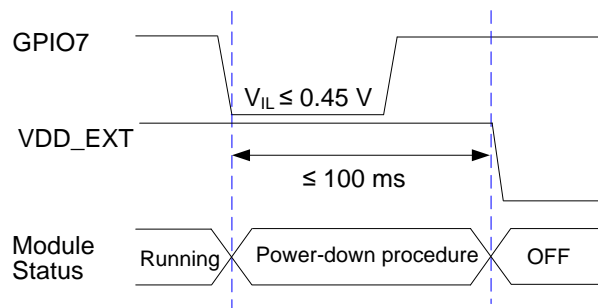 GPIO7
VIL ≤ 0.45 V
VDD_EXT
≤ 100 ms
Module
Status
Running
Power-down procedure
OFF